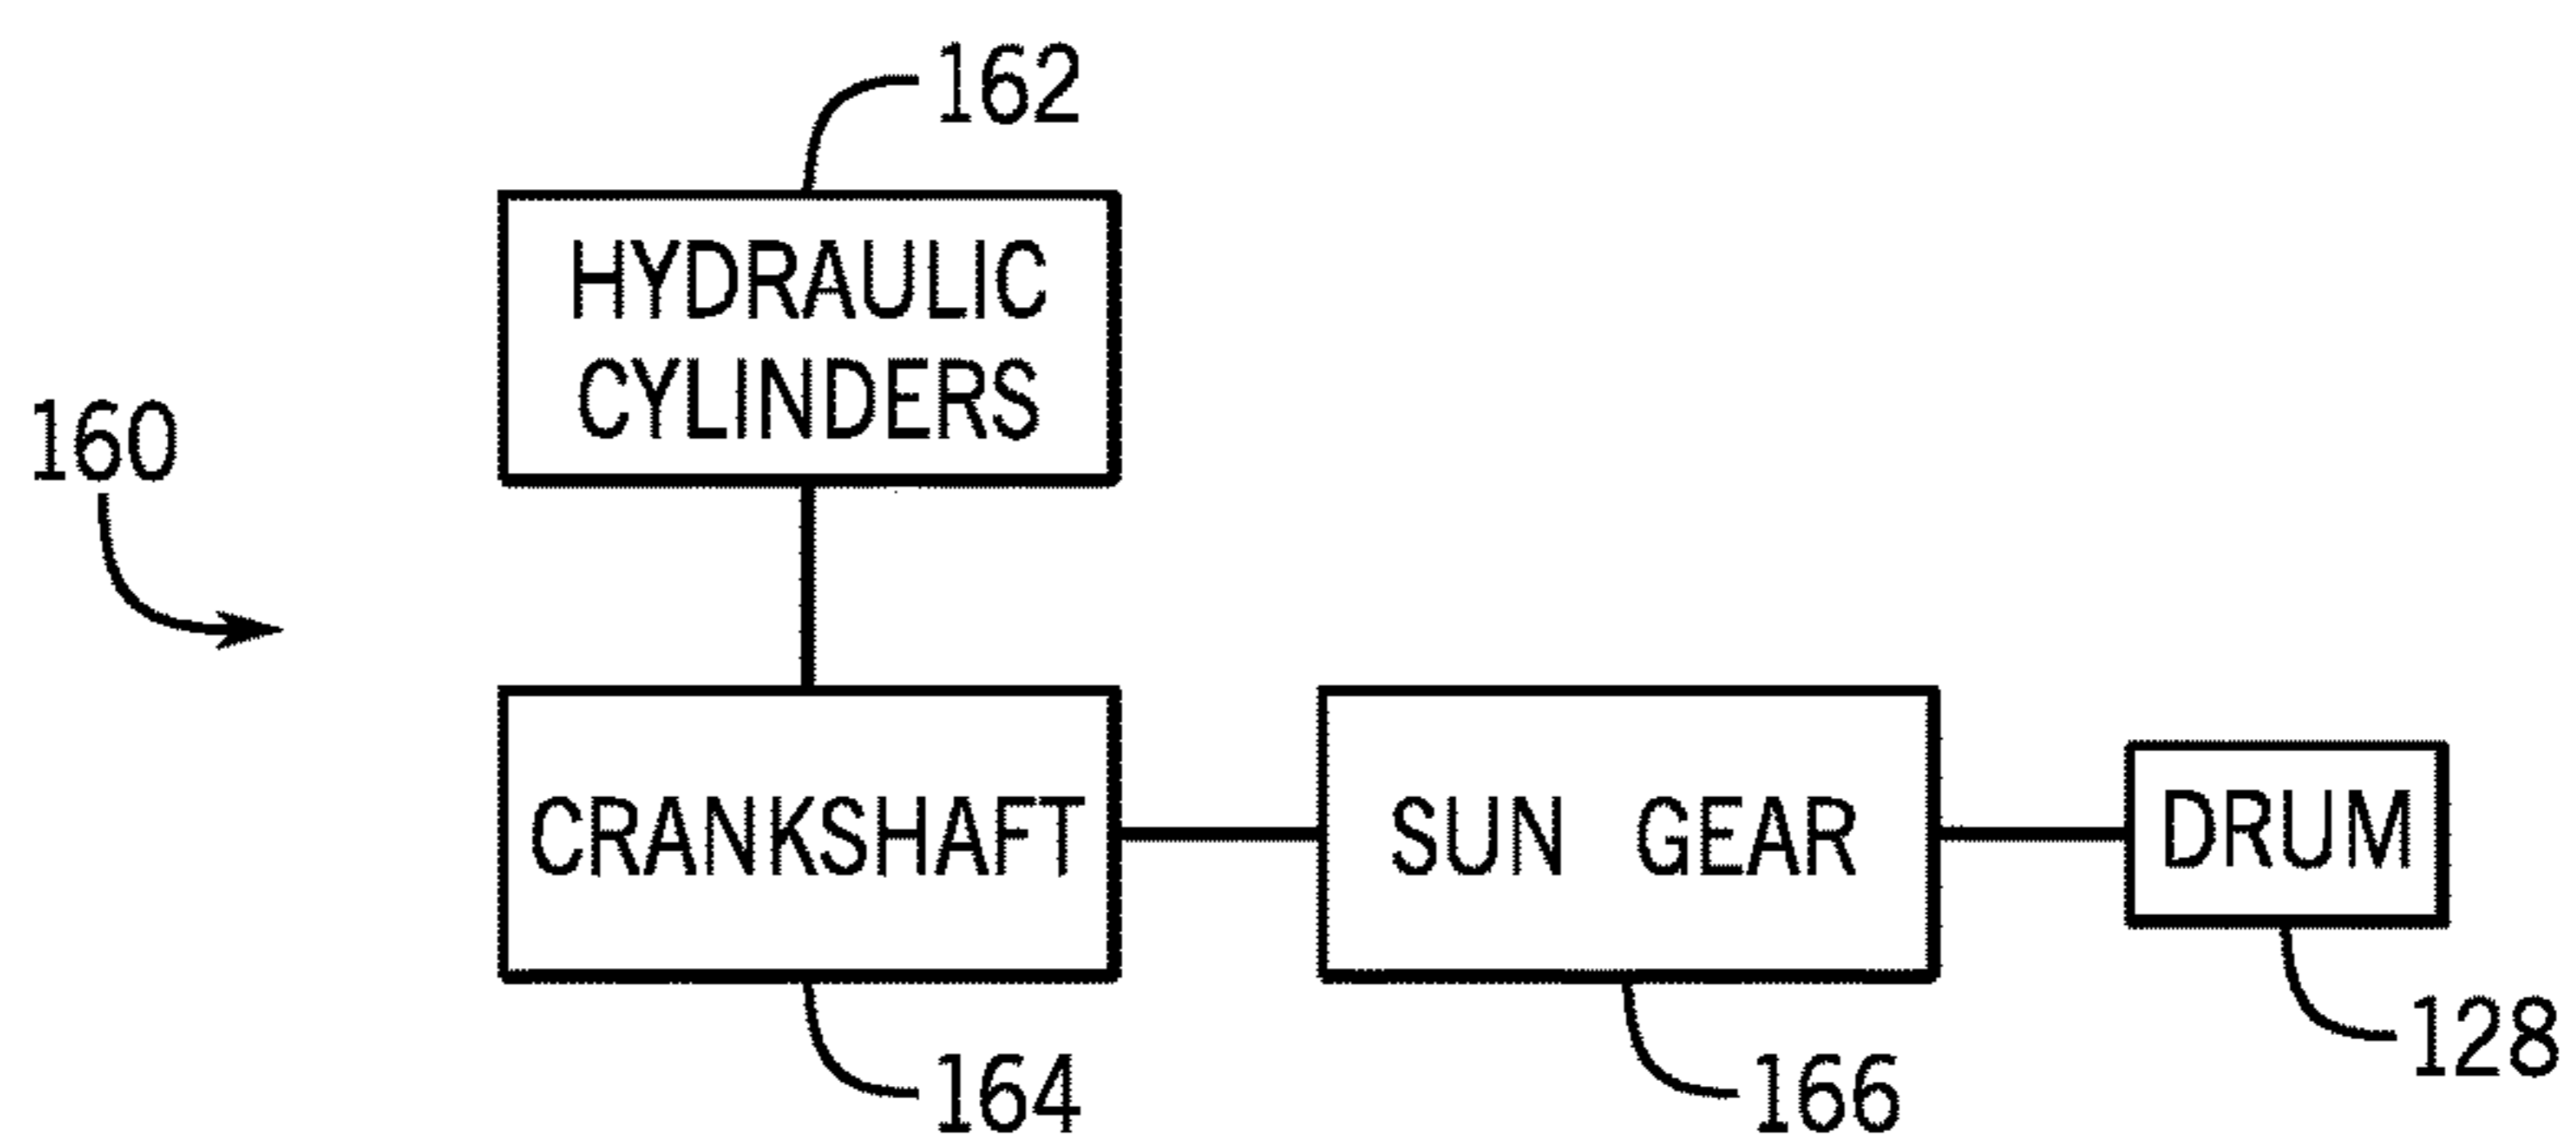 162
HYDRAULIC
CYLINDERS
160
CRANKSHAFT
SUN GEAR
DRUM
128
164
166